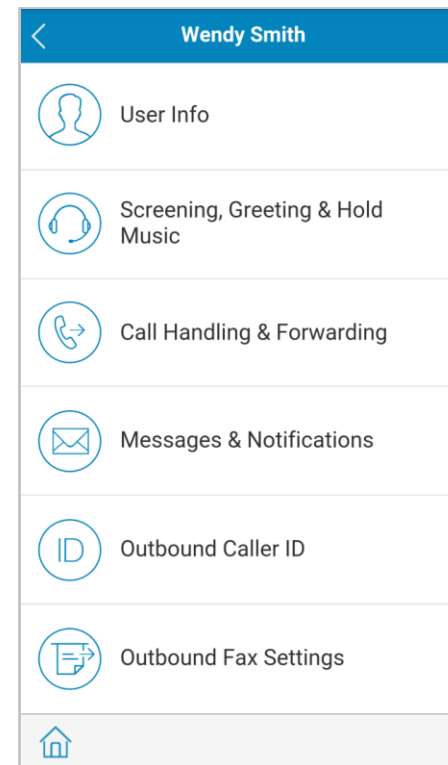 Wendy Smith
User Info
Screening, Greeting & Hold
Music
Call Handling & Forwarding
Messages & Notifications
ID
Outbound Caller ID
Outbound Fax Settings